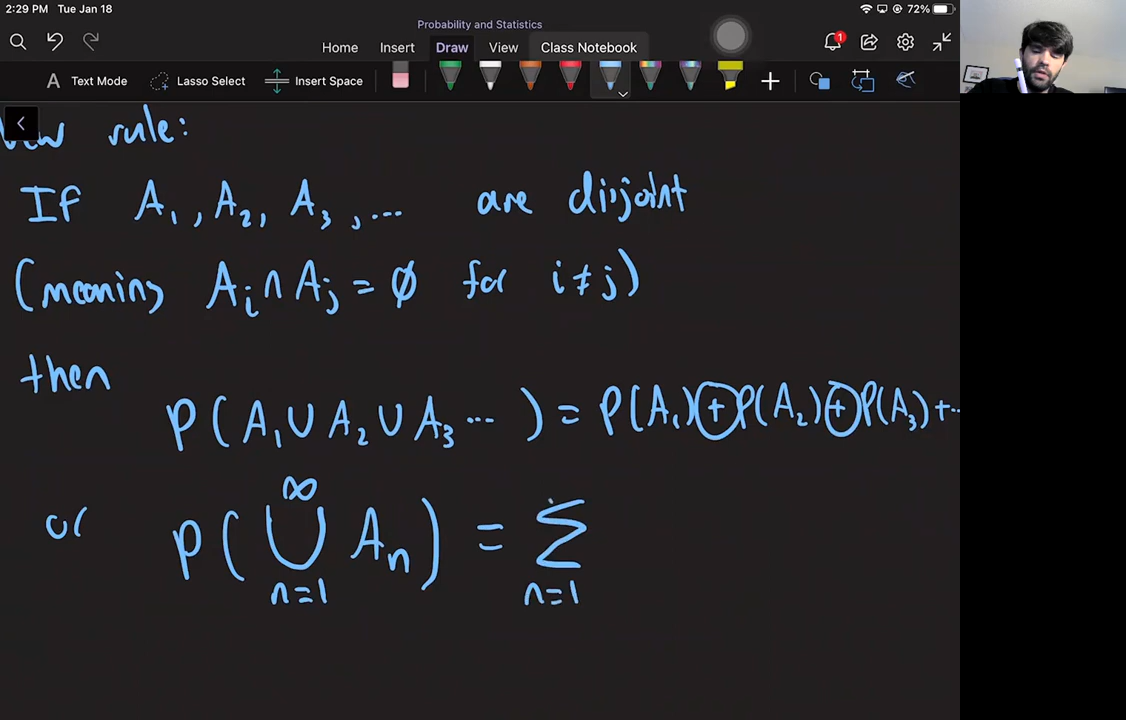 2:29 PM Tue Jan 18 72%
Probability and Statistics
Home Insert Draw View Class Notebook 1
Text Mode Lasso Select Insert Space
rule:
If A₁, A₂, A₃, ... are disjoint
(meaning Aᵢ ∩ Aⱼ = ∅ for i ≠ j)
then
P(A₁ ∪ A₂ ∪ A₃ ... ) = P(A₁) ⊕ P(A₂) ⊕ P(A₃) + ...
or P( ∞ ⋃ n=1 Aₙ ) = Σ n=1